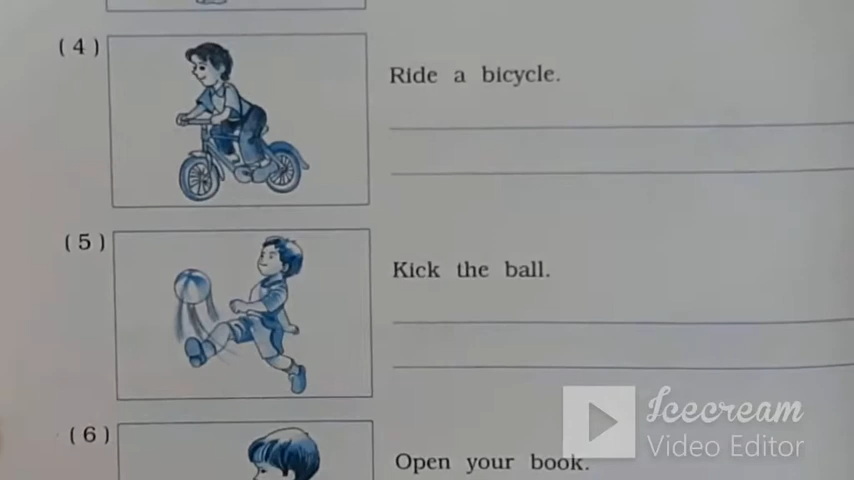 (4)
Ride a bicycle.
(5)
Kick the ball.
(6)
Open your book.
Icecream
Video Editor